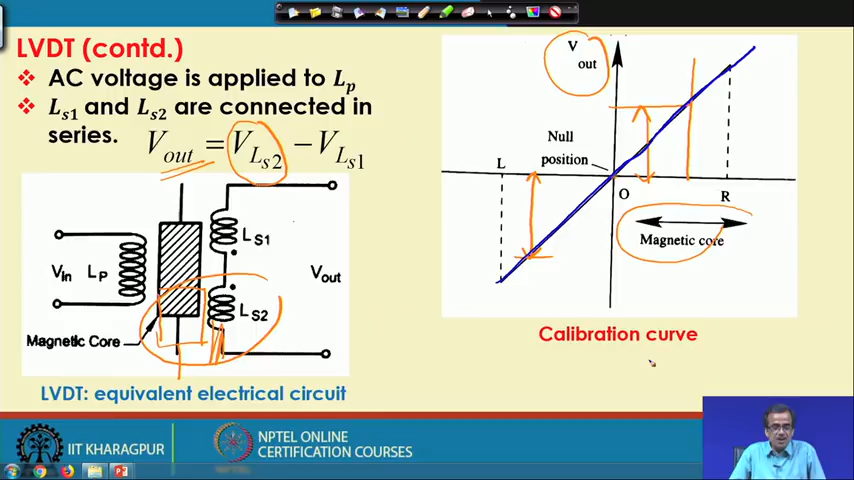 LVDT (contd.)
❖ AC voltage is applied to Lp
❖ Ls1 and Ls2 are connected in
series.
Vout = VLs2 − VLs1
Vin
LP
LS1
LS2
Vout
Magnetic Core
LVDT: equivalent electrical circuit
V
out
Null
position
L
O
R
Magnetic core
Calibration curve
IIT KHARAGPUR
NPTEL ONLINE
CERTIFICATION COURSES